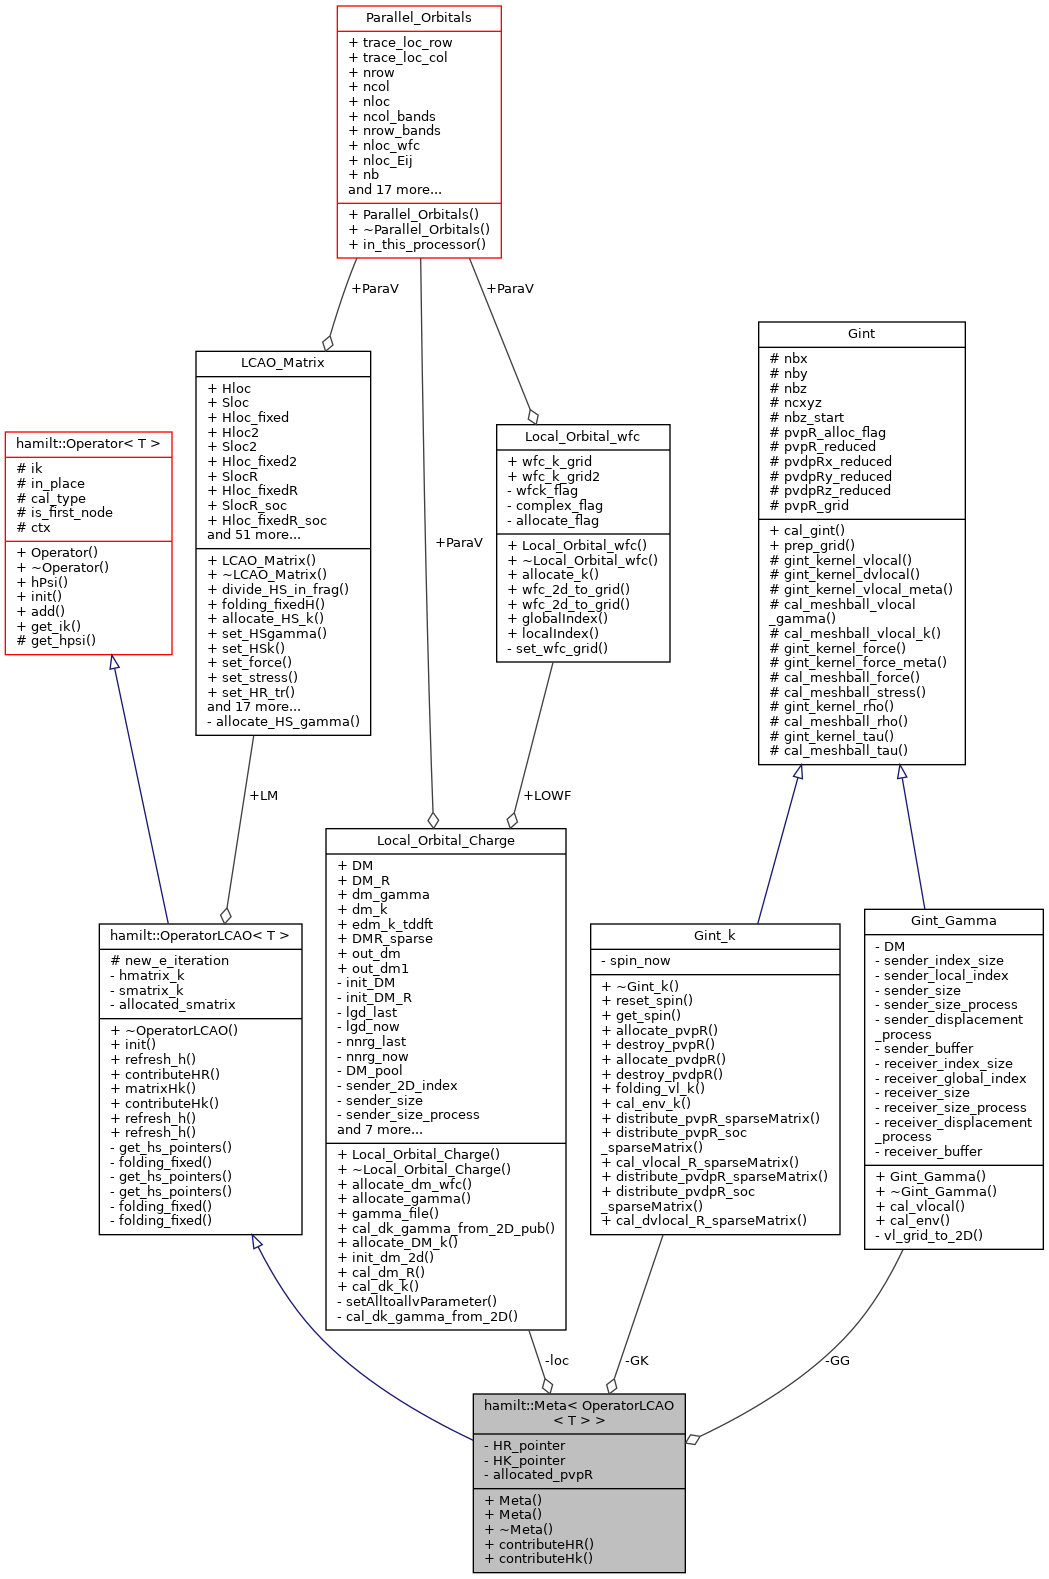 Parallel_Orbitals
+ trace_loc_row
+ trace_loc_col
+ nrow
+ ncol
+ nloc
+ ncol_bands
+ nrow_bands
+ nloc_wfc
+ nloc_Eij
+ nb
and 17 more...
+ Parallel_Orbitals()
+ ~Parallel_Orbitals()
+ in_this_processor()
+ParaV
+ParaV
+ParaV
LCAO_Matrix
+ Hloc
+ Sloc
+ Hloc_fixed
+ Hloc2
+ Sloc2
+ Hloc_fixed2
+ SlocR
+ Hloc_fixedR
+ SlocR_soc
+ Hloc_fixedR_soc
and 51 more...
+ LCAO_Matrix()
+ ~LCAO_Matrix()
+ divide_HS_in_frag()
+ folding_fixedH()
+ allocate_HS_k()
+ set_HSgamma()
+ set_HSk()
+ set_force()
+ set_stress()
+ set_HR_tr()
and 17 more...
- allocate_HS_gamma()
Local_Orbital_wfc
+ wfc_k_grid
+ wfc_k_grid2
- wfck_flag
- complex_flag
- allocate_flag
+ Local_Orbital_wfc()
+ ~Local_Orbital_wfc()
+ allocate_k()
+ wfc_2d_to_grid()
+ wfc_2d_to_grid()
+ globalIndex()
+ localIndex()
- set_wfc_grid()
Gint
# nbx
# nby
# nbz
# ncxyz
# nbz_start
# pvpR_alloc_flag
# pvpR_reduced
# pvdpRx_reduced
# pvdpRy_reduced
# pvdpRz_reduced
# pvpR_grid
+ cal_gint()
+ prep_grid()
# gint_kernel_vlocal()
# gint_kernel_dvlocal()
# gint_kernel_vlocal_meta()
# cal_meshball_vlocal
_gamma()
# cal_meshball_vlocal_k()
# gint_kernel_force()
# gint_kernel_force_meta()
# cal_meshball_force()
# cal_meshball_stress()
# gint_kernel_rho()
# cal_meshball_rho()
# gint_kernel_tau()
# cal_meshball_tau()
hamilt::Operator< T >
# ik
# in_place
# cal_type
# is_first_node
# ctx
+ Operator()
+ ~Operator()
+ hPsi()
+ init()
+ add()
+ get_ik()
# get_hpsi()
+LM
+LOWF
hamilt::OperatorLCAO< T >
# new_e_iteration
- hmatrix_k
- smatrix_k
- allocated_smatrix
+ ~OperatorLCAO()
+ init()
+ refresh_h()
+ contributeHR()
+ matrixHk()
+ contributeHk()
+ refresh_h()
+ refresh_h()
- get_hs_pointers()
- folding_fixed()
- get_hs_pointers()
- get_hs_pointers()
- folding_fixed()
- folding_fixed()
Local_Orbital_Charge
+ DM
+ DM_R
+ dm_gamma
+ dm_k
+ edm_k_tddft
+ DMR_sparse
+ out_dm
+ out_dm1
- init_DM
- init_DM_R
- lgd_last
- lgd_now
- nnrg_last
- nnrg_now
- DM_pool
- sender_2D_index
- sender_size
- sender_size_process
and 7 more...
+ Local_Orbital_Charge()
+ ~Local_Orbital_Charge()
+ allocate_dm_wfc()
+ allocate_gamma()
+ gamma_file()
+ cal_dk_gamma_from_2D_pub()
+ allocate_DM_k()
+ init_dm_2d()
+ cal_dm_R()
+ cal_dk_k()
- setAlltoallvParameter()
- cal_dk_gamma_from_2D()
Gint_k
- spin_now
+ ~Gint_k()
+ reset_spin()
+ get_spin()
+ allocate_pvpR()
+ destroy_pvpR()
+ allocate_pvdpR()
+ destroy_pvdpR()
+ folding_vl_k()
+ cal_env_k()
+ distribute_pvpR_sparseMatrix()
+ distribute_pvpR_soc
_sparseMatrix()
+ cal_vlocal_R_sparseMatrix()
+ distribute_pvdpR_sparseMatrix()
+ distribute_pvdpR_soc
_sparseMatrix()
+ cal_dvlocal_R_sparseMatrix()
Gint_Gamma
- DM
- sender_index_size
- sender_local_index
- sender_size
- sender_size_process
- sender_displacement
_process
- sender_buffer
- receiver_index_size
- receiver_global_index
- receiver_size
- receiver_size_process
- receiver_displacement
_process
- receiver_buffer
+ Gint_Gamma()
+ ~Gint_Gamma()
+ cal_vlocal()
+ cal_env()
- vl_grid_to_2D()
-loc
-GK
-GG
hamilt::Meta< OperatorLCAO
< T > >
- HR_pointer
- HK_pointer
- allocated_pvpR
+ Meta()
+ Meta()
+ ~Meta()
+ contributeHR()
+ contributeHk()